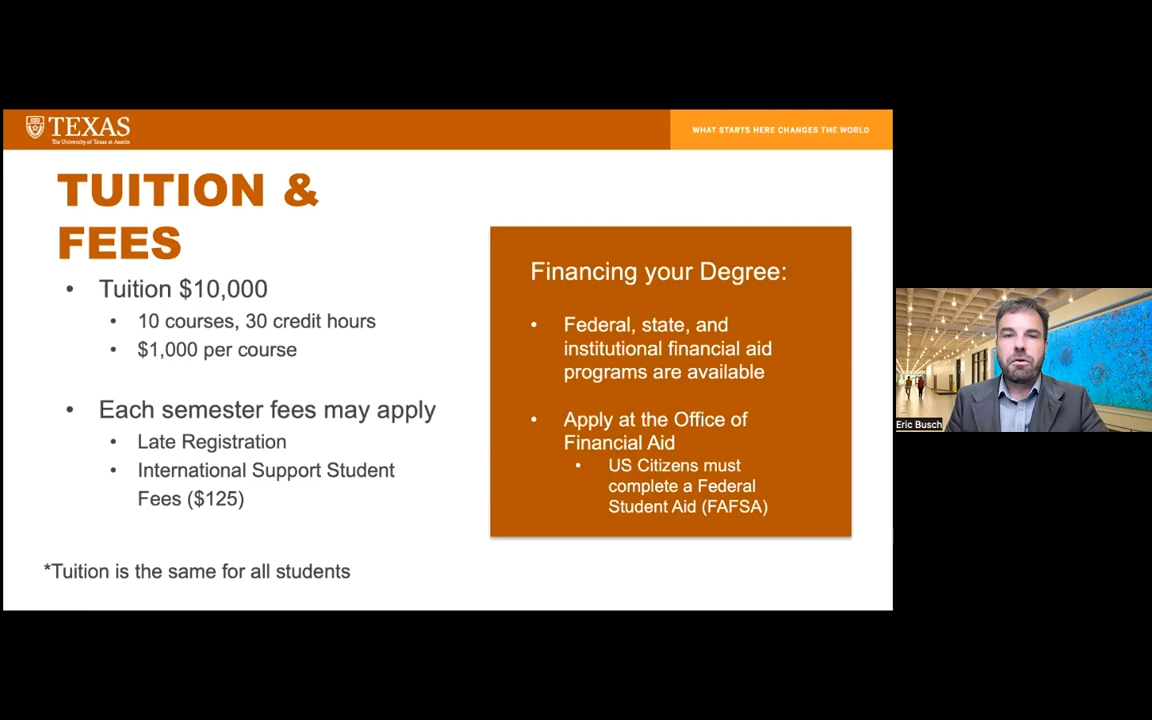 TEXAS
The University of Texas at Austin
WHAT STARTS HERE CHANGES THE WORLD
TUITION &
FEES
• Tuition $10,000
• 10 courses, 30 credit hours
• $1,000 per course
• Each semester fees may apply
• Late Registration
• International Support Student
Fees ($125)
*Tuition is the same for all students
Financing your Degree:
• Federal, state, and
institutional financial aid
programs are available
• Apply at the Office of
Financial Aid
• US Citizens must
complete a Federal
Student Aid (FAFSA)
Eric Busch